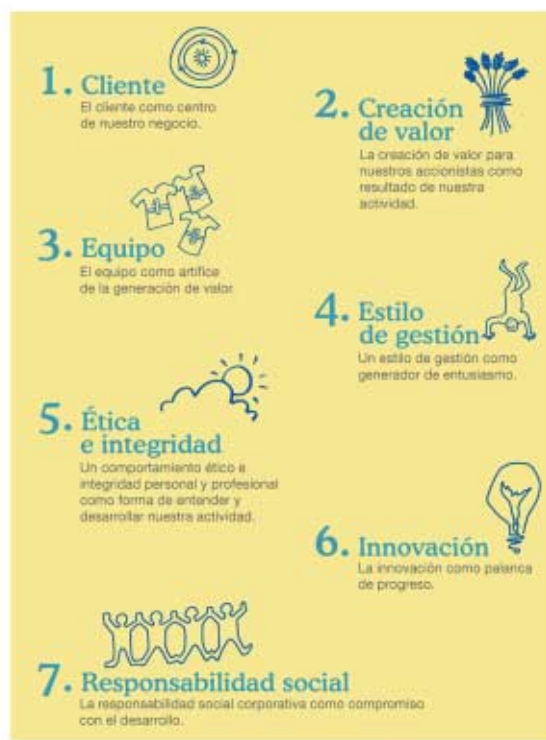 1. Cliente
El cliente como centro
de nuestro negocio.
2. Creación
de valor
La creación de valor para
nuestros accionistas como
resultado de nuestra
actividad.
3. Equipo
El equipo como artífice
de la generación de valor
4. Estilo
de gestión
Un estilo de gestión como
generador de entusiasmo.
5. Ética
e integridad
Un comportamiento ético e
integridad personal y profesional
como forma de entender y
desarrollar nuestra actividad.
6. Innovación
La innovación como palanca
de progreso.
7. Responsabilidad social
La responsabilidad social corporativa como compromiso
con el desarrollo.